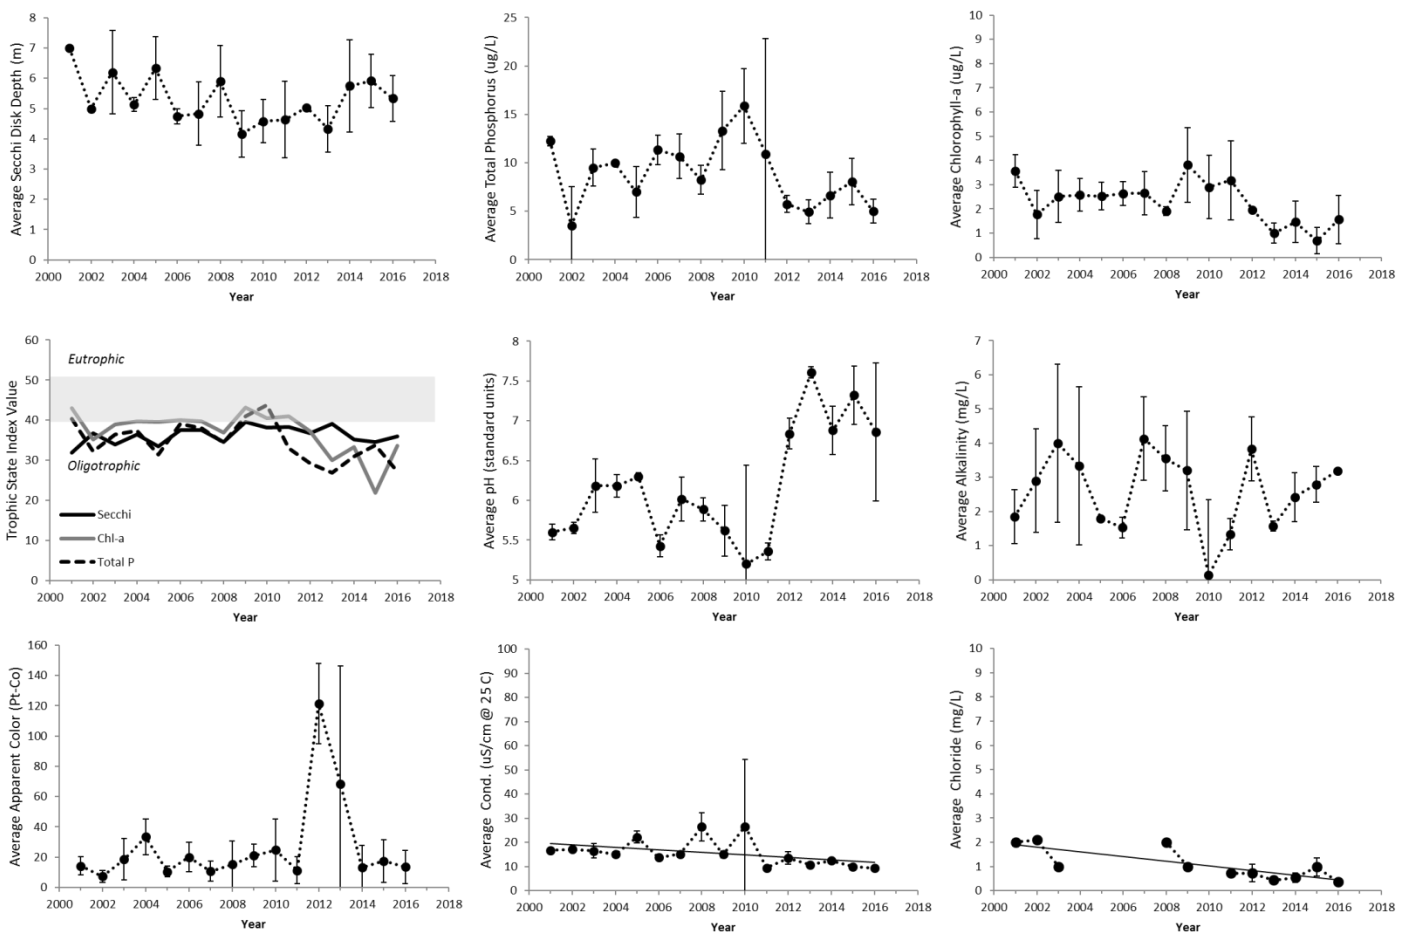 Average Secchi Disk Depth (m)
8
7
6
5
4
3
2
1
0
2000 2002 2004 2006 2008 2010 2012 2014 2016 2018
Year
Average Total Phosphorus (ug/L)
25
20
15
10
5
0
2000 2002 2004 2006 2008 2010 2012 2014 2016 2018
Year
Average Chlorophyll-a (ug/L)
10
9
8
7
6
5
4
3
2
1
0
2000 2002 2004 2006 2008 2010 2012 2014 2016 2018
Year
Trophic State Index Value
60
50
40
30
20
10
0
Eutrophic
Oligotrophic
Secchi
Chl-a
Total P
2000 2002 2004 2006 2008 2010 2012 2014 2016 2018
Year
Average pH (standard units)
8
7.5
7
6.5
6
5.5
5
2000 2002 2004 2006 2008 2010 2012 2014 2016 2018
Year
Average Alkalinity (mg/L)
7
6
5
4
3
2
1
0
2000 2002 2004 2006 2008 2010 2012 2014 2016 2018
Year
Average Apparent Color (Pt-Co)
160
140
120
100
80
60
40
20
0
2000 2002 2004 2006 2008 2010 2012 2014 2016 2018
Year
Average Cond. (uS/cm @ 25 C)
100
90
80
70
60
50
40
30
20
10
0
2000 2002 2004 2006 2008 2010 2012 2014 2016 2018
Year
Average Chloride (mg/L)
10
9
8
7
6
5
4
3
2
1
0
2000 2002 2004 2006 2008 2010 2012 2014 2016 2018
Year